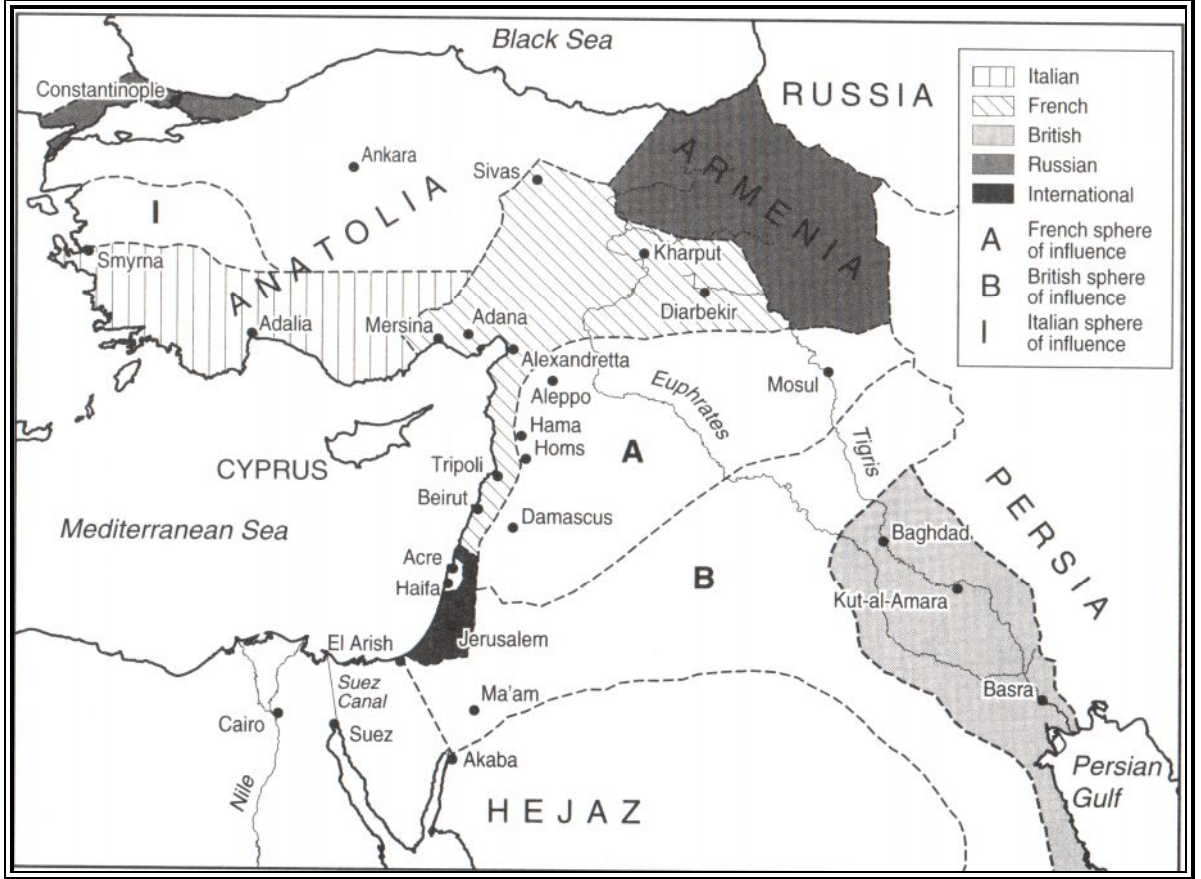 Black Sea
Constantinople
RUSSIA
Italian
French
British
Russian
International
A French sphere
of influence
B British sphere
of influence
I Italian sphere
of influence
Ankara
Sivas
ARMENIA
ANATOLIA
I
Smyrna
Kharput
Diarbekir
Adalia
Mersina
Adana
Alexandretta
Aleppo
Euphrates
Mosul
Hama
Homs
A
Tigris
CYPRUS
Tripoli
Beirut
Damascus
Mediterranean Sea
PERSIA
Baghdad
Acre
Haifa
B
Kut-al-Amara
Jerusalem
El Arish
Suez
Canal
Ma'am
Basra
Cairo
Suez
Akaba
Nile
HEJAZ
Persian
Gulf